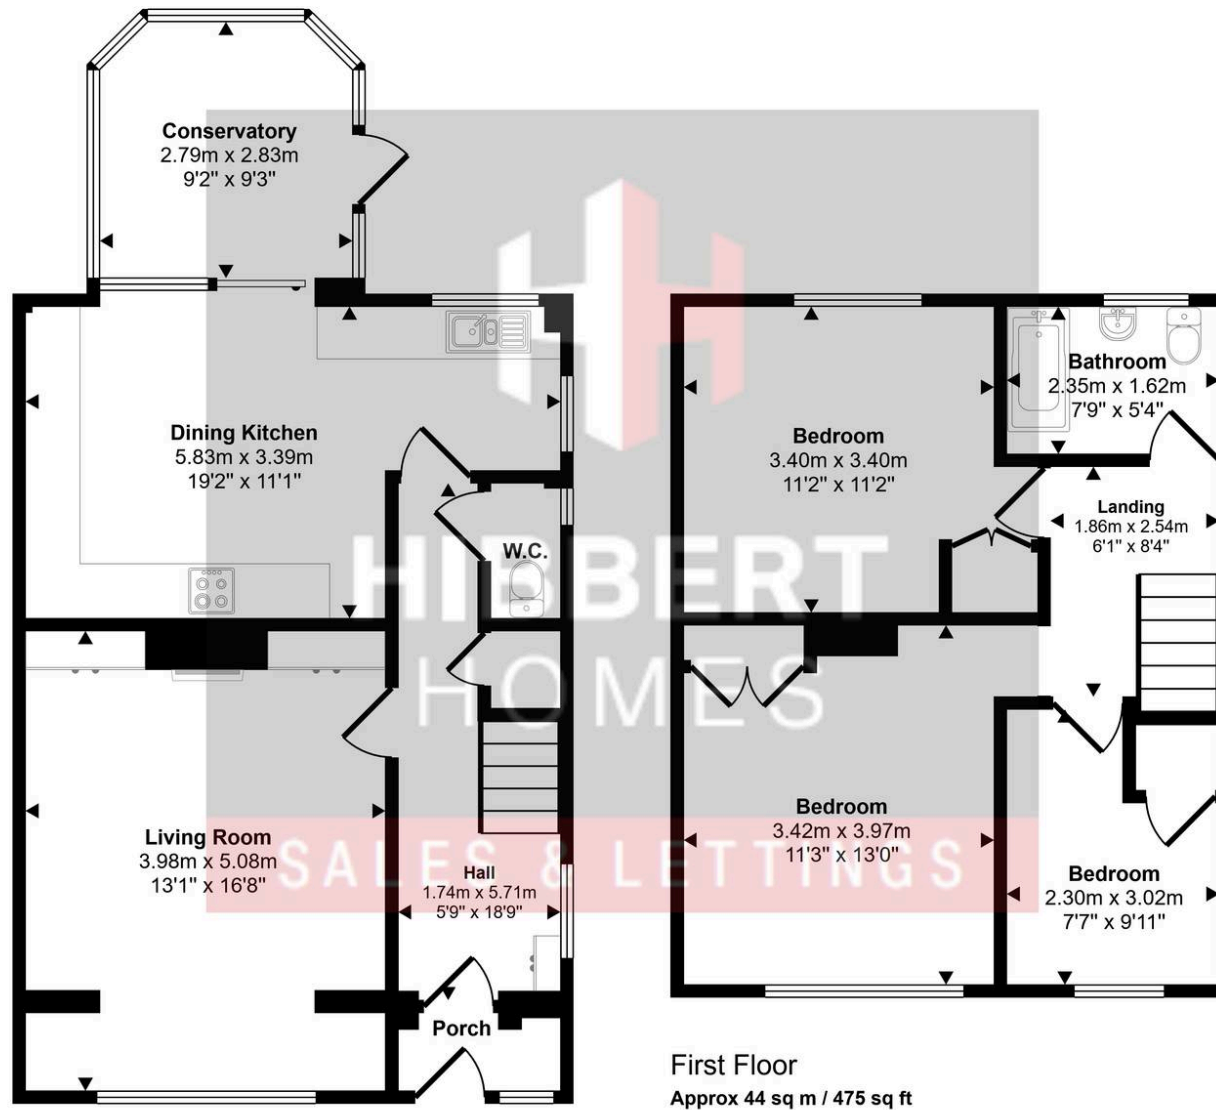 Conservatory
2.79m x 2.83m
9'2" x 9'3"
Dining Kitchen
5.83m x 3.39m
19'2" x 11'1"
W.C.
Living Room
3.98m x 5.08m
13'1" x 16'8"
Hall
1.74m x 5.71m
5'9" x 18'9"
Porch
Bedroom
3.40m x 3.40m
11'2" x 11'2"
Bathroom
2.35m x 1.62m
7'9" x 5'4"
Landing
1.86m x 2.54m
6'1" x 8'4"
Bedroom
3.42m x 3.97m
11'3" x 13'0"
Bedroom
2.30m x 3.02m
7'7" x 9'11"
First Floor
Approx 44 sq m / 475 sq ft
HIBBERT
HOMES
SALES & LETTINGS